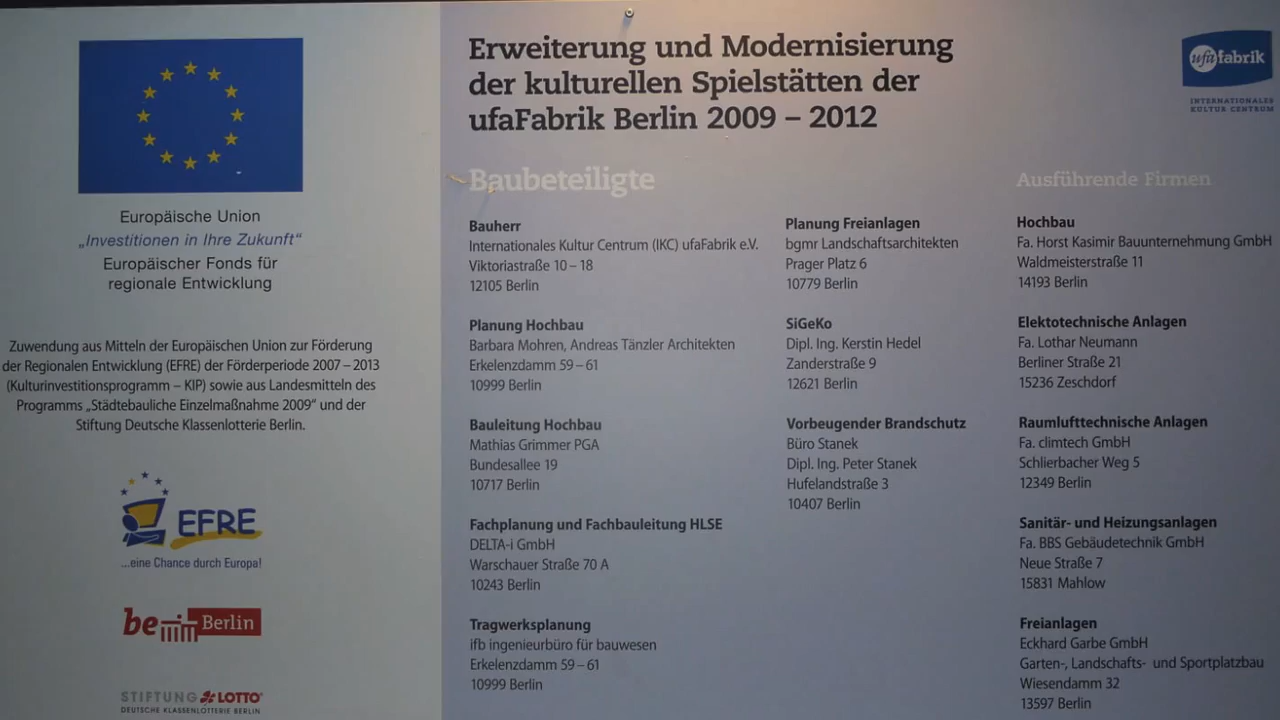 Europäische Union
„Investitionen in Ihre Zukunft“
Europäischer Fonds für
regionale Entwicklung
Zuwendung aus Mitteln der Europäischen Union zur Förderung
der Regionalen Entwicklung (EFRE) der Förderperiode 2007 – 2013
(Kulturinvestitionsprogramm – KIP) sowie aus Landesmitteln des
Programms „Städtebauliche Einzelmaßnahme 2009“ und der
Stiftung Deutsche Klassenlotterie Berlin.
EFRE
...eine Chance durch Europa!
be Berlin
STIFTUNG LOTTO
DEUTSCHE KLASSENLOTTERIE BERLIN
Erweiterung und Modernisierung
der kulturellen Spielstätten der
ufaFabrik Berlin 2009 – 2012
ufafabrik
INTERNATIONALES
KULTUR CENTRUM
Baubeteiligte
Bauherr
Internationales Kultur Centrum (IKC) ufaFabrik e.V.
Viktoriastraße 10 – 18
12105 Berlin
Planung Hochbau
Barbara Mohren, Andreas Tänzler Architekten
Erkelenzdamm 59 – 61
10999 Berlin
Bauleitung Hochbau
Mathias Grimmer PGA
Bundesallee 19
10717 Berlin
Fachplanung und Fachbauleitung HLSE
DELTA-i GmbH
Warschauer Straße 70 A
10243 Berlin
Tragwerksplanung
ifb ingenieurbüro für bauwesen
Erkelenzdamm 59 – 61
10999 Berlin
Planung Freianlagen
bgmr Landschaftsarchitekten
Prager Platz 6
10779 Berlin
SiGeKo
Dipl. Ing. Kerstin Hedel
Zanderstraße 9
12621 Berlin
Vorbeugender Brandschutz
Büro Stanek
Dipl. Ing. Peter Stanek
Hufelandstraße 3
10407 Berlin
Ausführende Firmen
Hochbau
Fa. Horst Kasimir Bauunternehmung GmbH
Waldmeisterstraße 11
14193 Berlin
Elektotechnische Anlagen
Fa. Lothar Neumann
Berliner Straße 21
15236 Zeschdorf
Raumlufttechnische Anlagen
Fa. climtech GmbH
Schlierbacher Weg 5
12349 Berlin
Sanitär- und Heizungsanlagen
Fa. BBS Gebäudetechnik GmbH
Neue Straße 7
15831 Mahlow
Freianlagen
Eckhard Garbe GmbH
Garten-, Landschafts- und Sportplatzbau
Wiesendamm 32
13597 Berlin